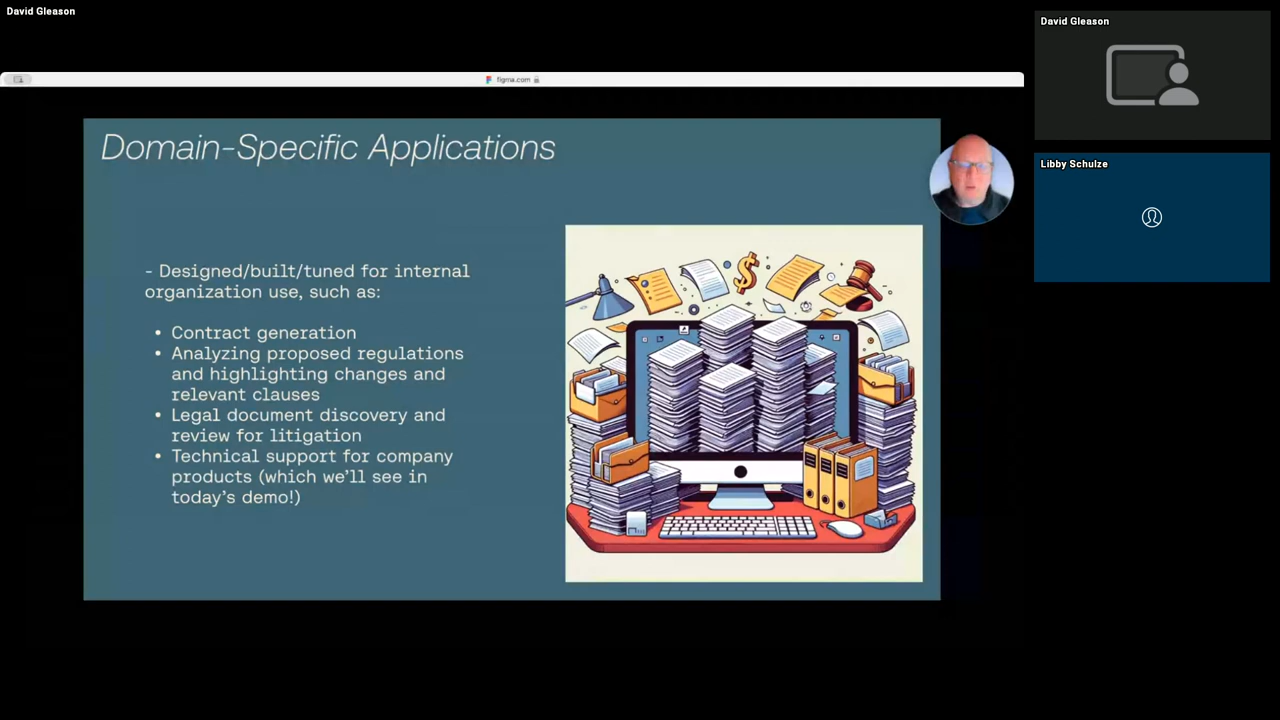 David Gleason
figma.com
David Gleason
Libby Schulze
Domain-Specific Applications
- Designed/built/tuned for internal
organization use, such as:
• Contract generation
• Analyzing proposed regulations
and highlighting changes and
relevant clauses
• Legal document discovery and
review for litigation
• Technical support for company
products (which we'll see in
today's demo!)